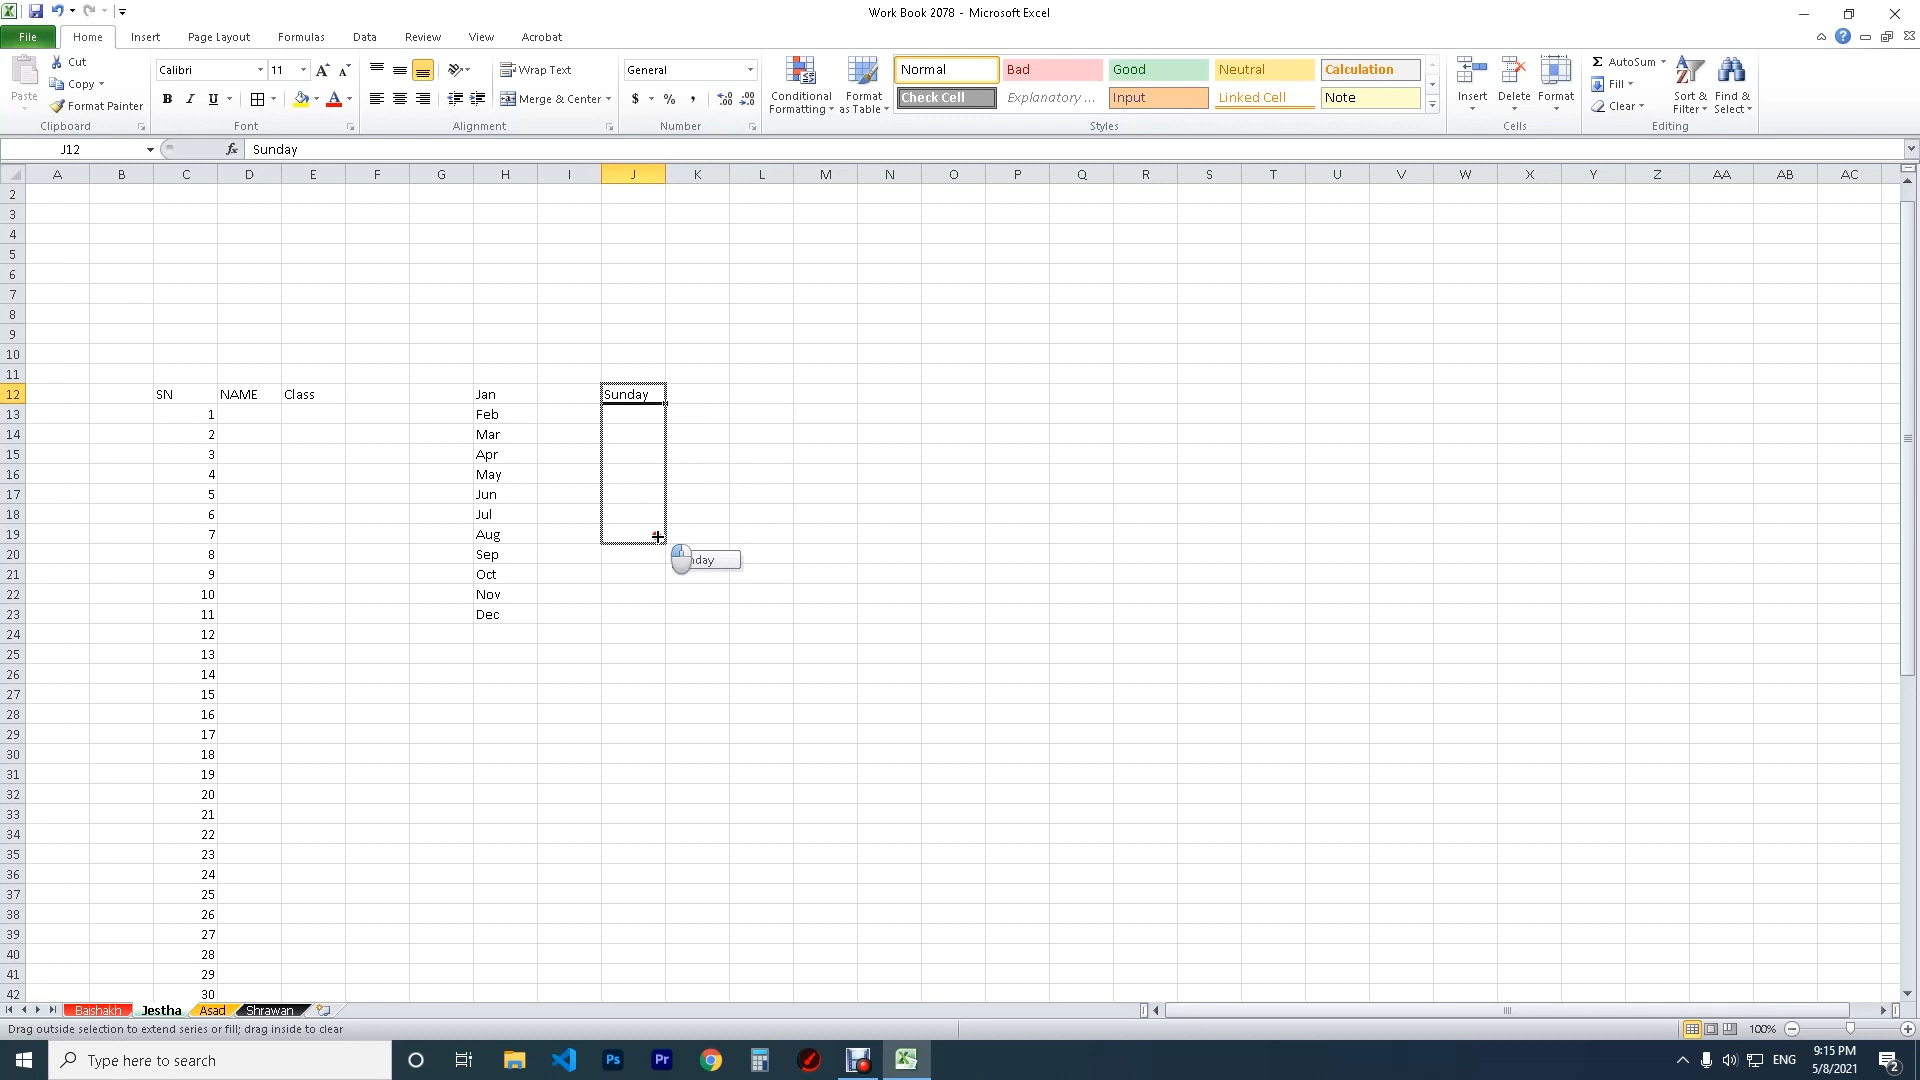 Work Book 2078 - Microsoft Excel
File Home Insert Page Layout Formulas Data Review View Acrobat
Paste
Cut
Copy
Format Painter
Clipboard
Calibri 11
B I U
Font
Wrap Text
Merge & Center
Alignment
General
$ % ,
Number
Conditional Formatting
Format as Table
Normal Bad Good Neutral Calculation
Check Cell Explanatory ... Input Linked Cell Note
Styles
Insert Delete Format
Cells
AutoSum
Fill
Clear
Sort & Filter
Find & Select
Editing
J12 fx Sunday
A B C D E F G H I J K L M N O P Q R S T U V W X Y Z AA AB AC
2
3
4
5
6
7
8
9
10
11
12 SN NAME Class Jan Sunday
13 1 Feb
14 2 Mar
15 3 Apr
16 4 May
17 5 Jun
18 6 Jul
19 7 Aug
20 8 Sep
21 9 Oct
22 10 Nov
23 11 Dec
24 12
25 13
26 14
27 15
28 16
29 17
30 18
31 19
32 20
33 21
34 22
35 23
36 24
37 25
38 26
39 27
40 28
41 29
42 30
Baishakh Jestha Asad Shrawan
Drag outside selection to extend series or fill; drag inside to clear
100%
Type here to search
Ps
Pr
ENG
9:15 PM
5/8/2021
2